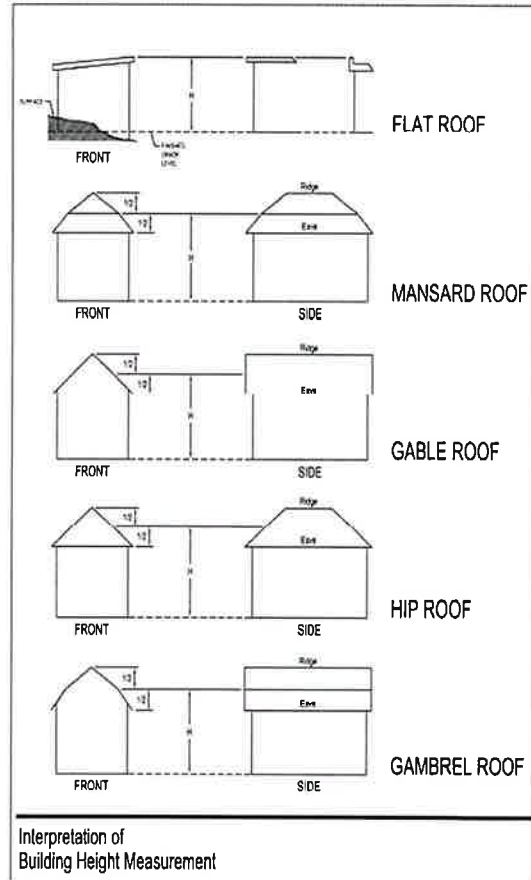 H
FLAT ROOF
FRONT
FINISHED
GRADE
LEVEL
Ridge
1/2
1/2
Eave
H
MANSARD ROOF
FRONT
SIDE
Ridge
1/2
1/2
Eave
H
GABLE ROOF
FRONT
SIDE
Ridge
1/2
1/2
Eave
H
HIP ROOF
FRONT
SIDE
Ridge
1/2
1/2
Eave
H
GAMBREL ROOF
FRONT
SIDE
Interpretation of
Building Height Measurement